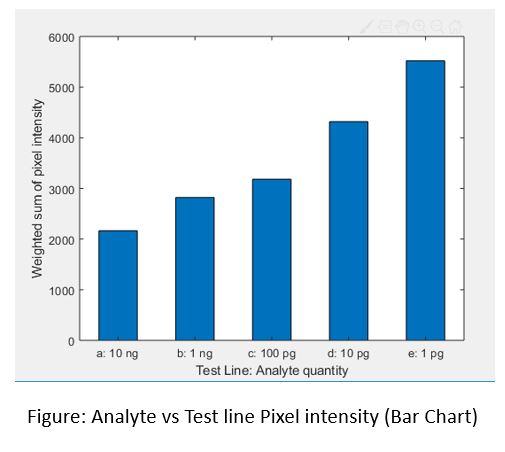 6000
5000
4000
3000
2000
1000
0
Weighted sum of pixel intensity
a: 10 ng b: 1 ng c: 100 pg d: 10 pg e: 1 pg
Test Line: Analyte quantity
Figure: Analyte vs Test line Pixel intensity (Bar Chart)